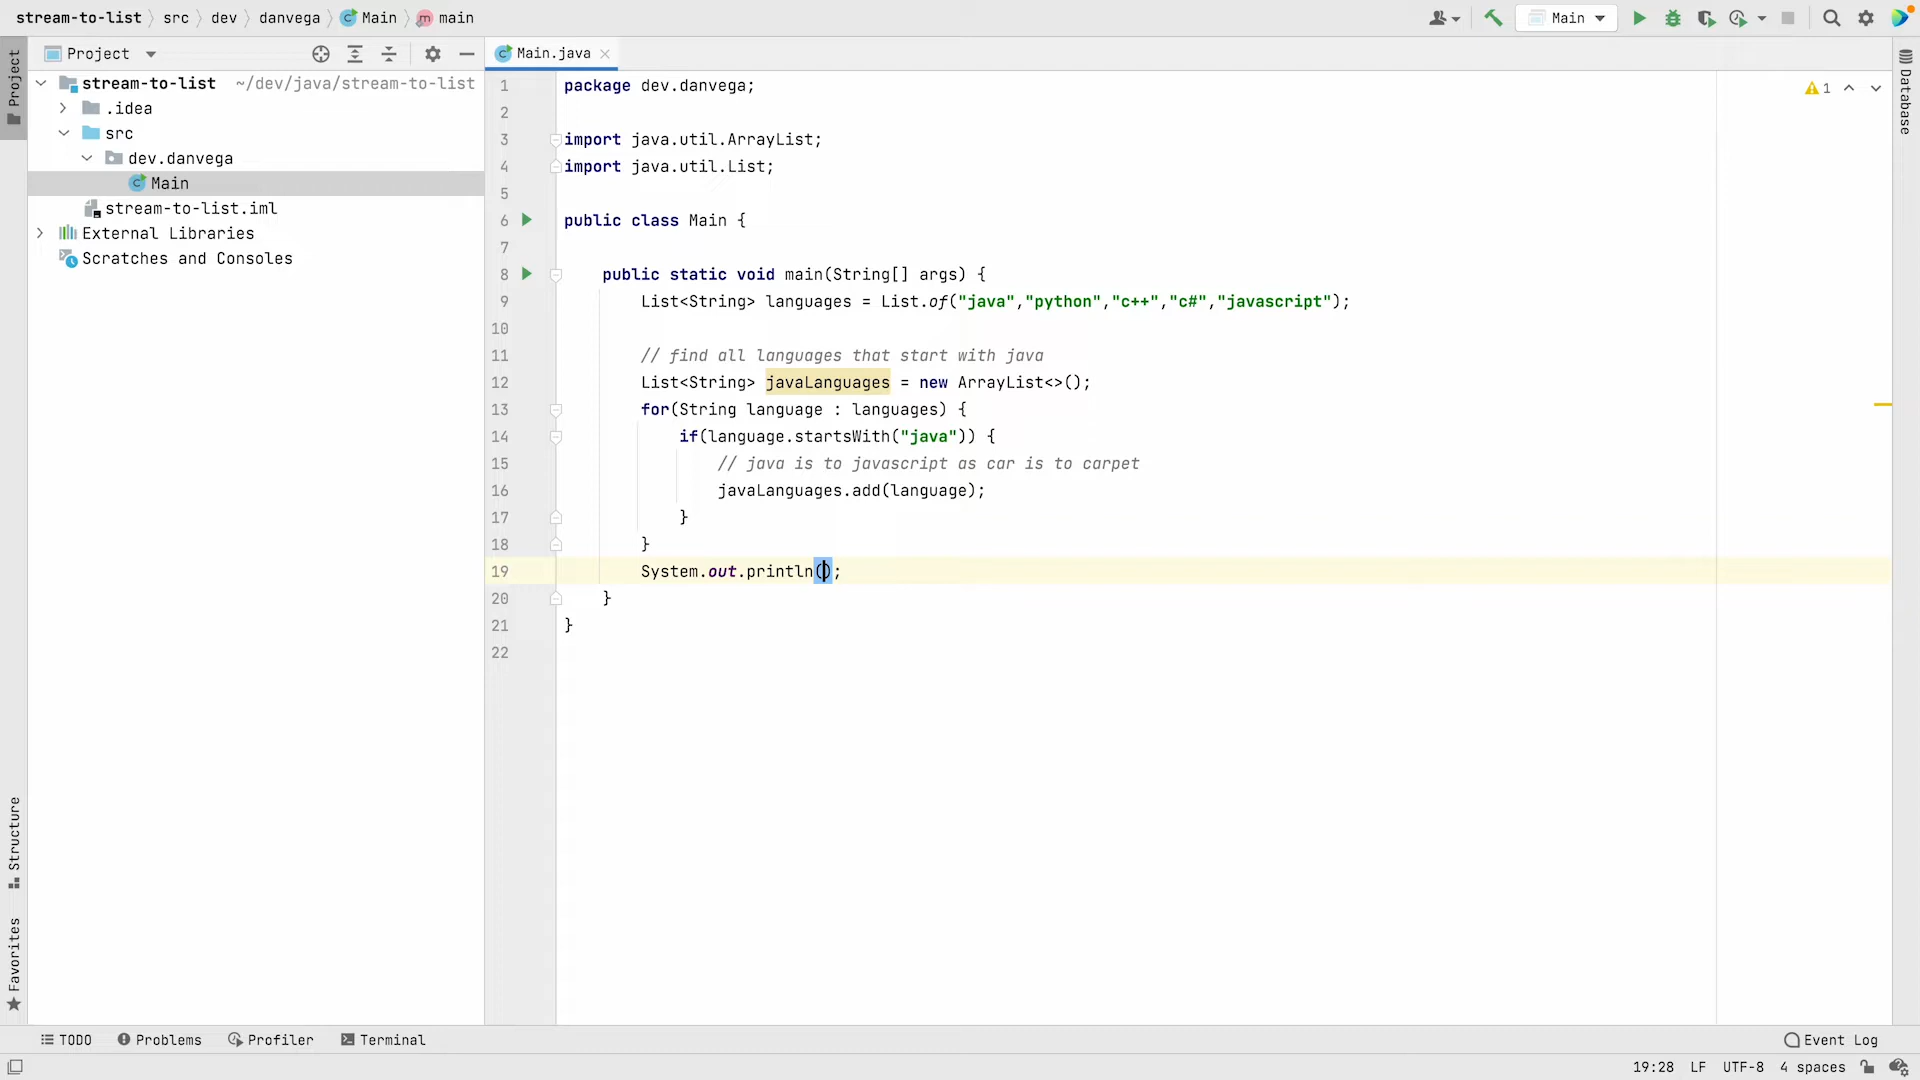 stream-to-list src dev danvega Main main
Main
Project
Project
stream-to-list ~/dev/java/stream-to-list
.idea
src
dev.danvega
Main
stream-to-list.iml
External Libraries
Scratches and Consoles
Structure
Favorites
Main.java
1 package dev.danvega;
2
3 import java.util.ArrayList;
4 import java.util.List;
5
6 public class Main {
7
8 public static void main(String[] args) {
9 List<String> languages = List.of("java","python","c++","c#","javascript");
10
11 // find all languages that start with java
12 List<String> javaLanguages = new ArrayList<>();
13 for(String language : languages) {
14 if(language.startsWith("java")) {
15 // java is to javascript as car is to carpet
16 javaLanguages.add(language);
17 }
18 }
19 System.out.println();
20 }
21 }
22
1
Database
TODO Problems Profiler Terminal Event Log
19:28 LF UTF-8 4 spaces